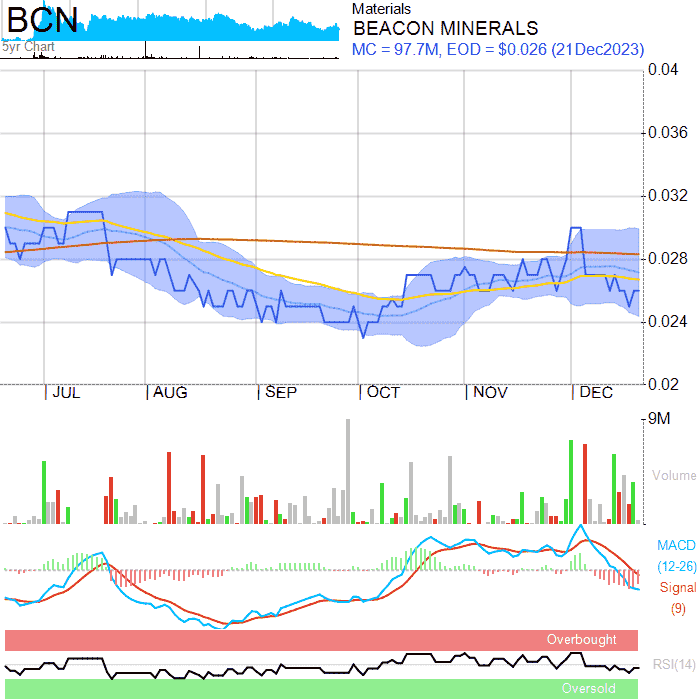 BCN
5yr Chart
Materials
BEACON MINERALS
MC = 97.7M, EOD = $0.026 (21Dec2023)
0.04
0.036
0.032
0.028
0.024
0.02
JUL AUG SEP OCT NOV DEC
9M
Volume
MACD
(12-26)
Signal
(9)
Overbought
RSI(14)
Oversold